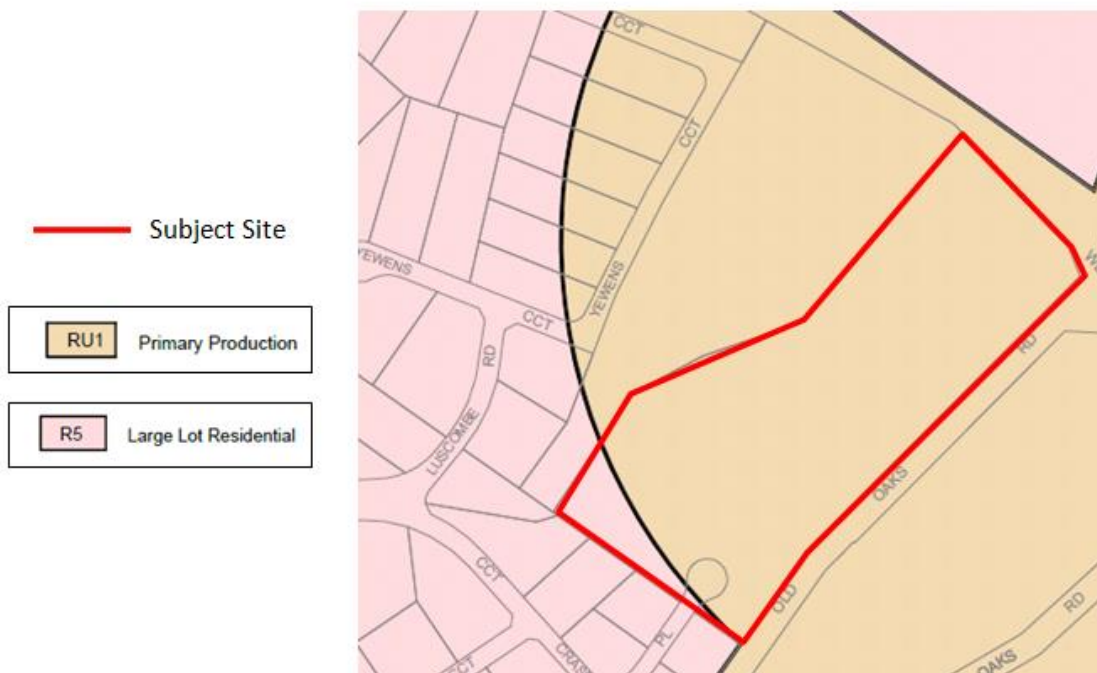 Subject Site
RU1 Primary Production
R5 Large Lot Residential
CCT
CCT
YEWENS
YEWENS
CCT
RD
LUSCOMBE
RD
OAKS
OLD
CCT
PL
RD
OAKS
CCT